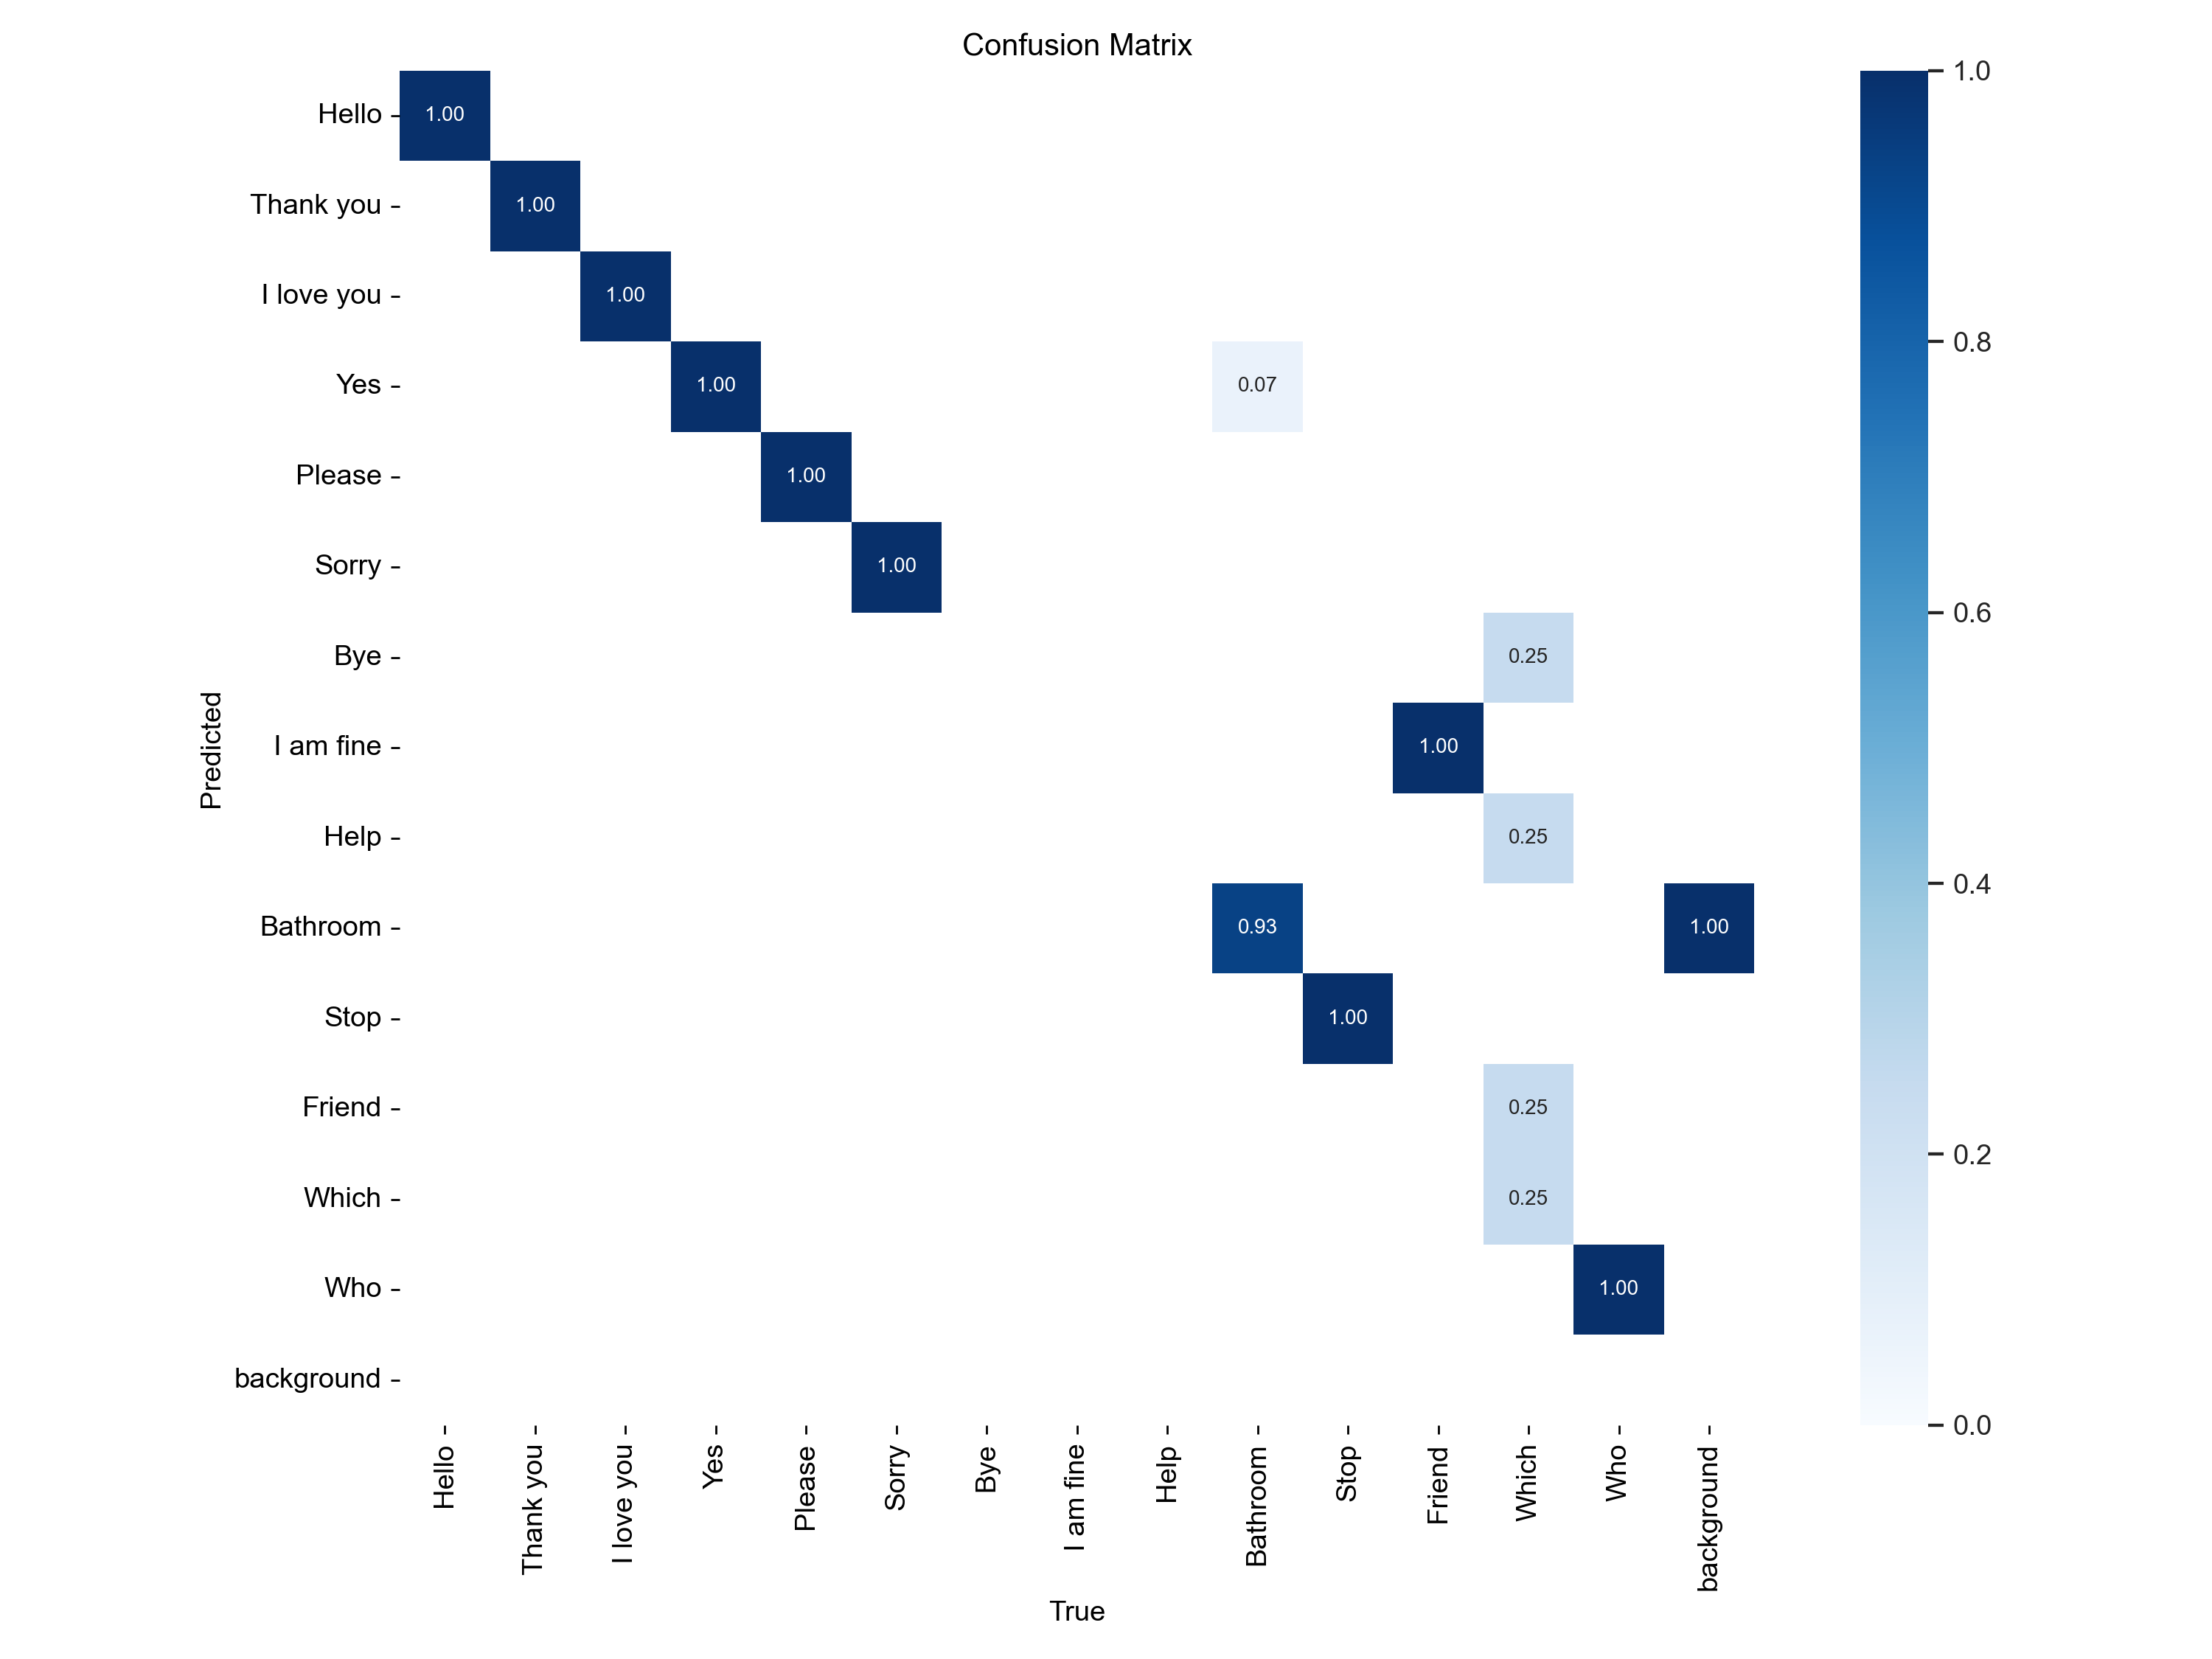 Confusion Matrix
Hello
1.00
1.0
Thank you
1.00
I love you
1.00
Yes
1.00
0.07
0.8
Please
1.00
Sorry
1.00
0.6
Bye
0.25
Predicted
I am fine
1.00
Help
0.25
0.4
Bathroom
0.93
1.00
Stop
1.00
Friend
0.25
0.2
Which
0.25
Who
1.00
background
0.0
Hello
Thank you
I love you
Yes
Please
Sorry
Bye
I am fine
Help
Bathroom
Stop
Friend
Which
Who
background
True